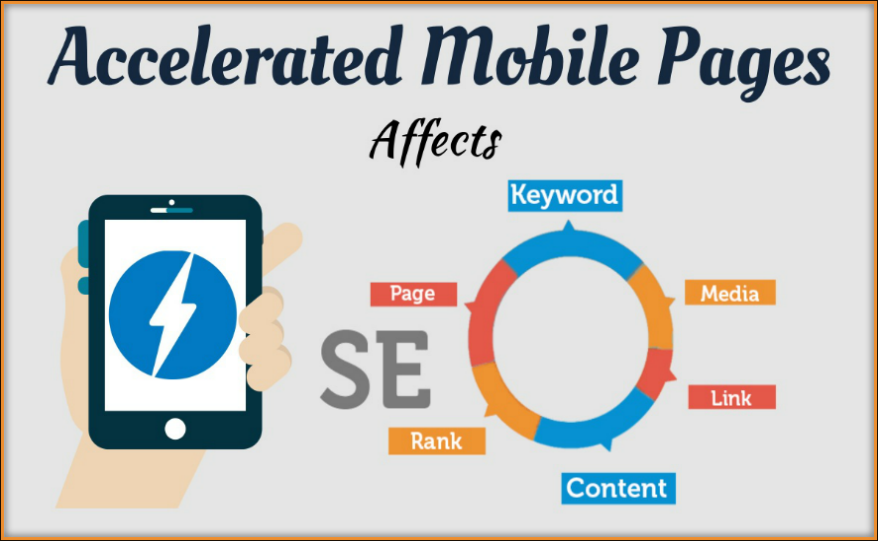 Accelerated Mobile Pages
Affects
Keyword
Page
Media
SE
Link
Rank
Content